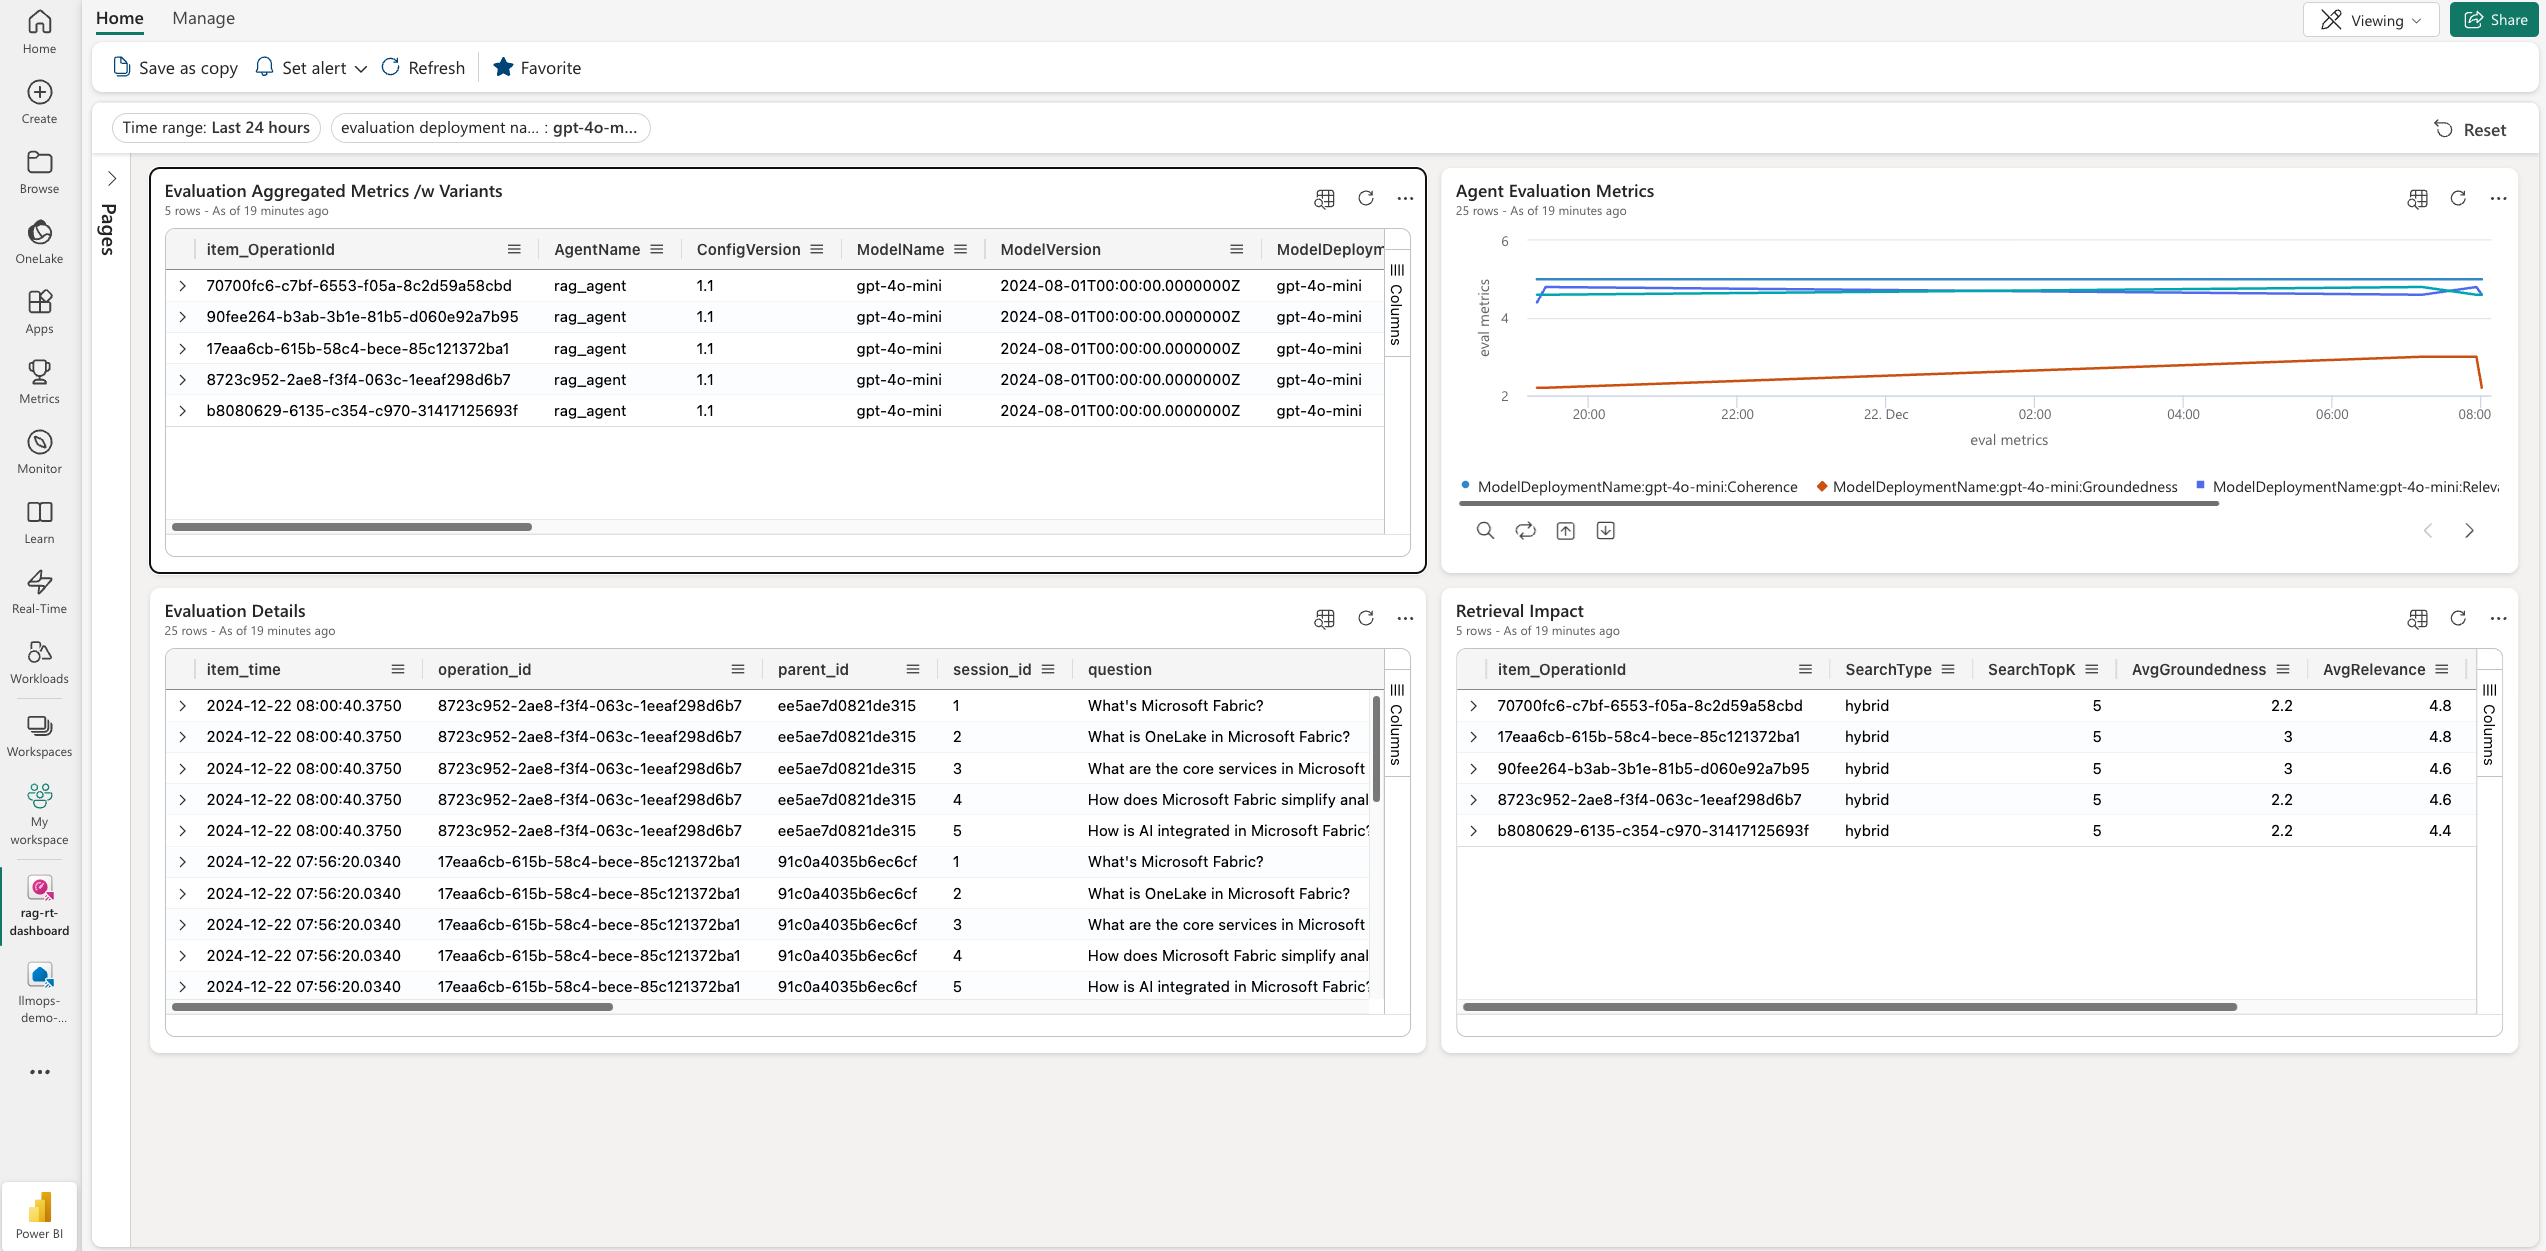 Home
Create
Browse
OneLake
Apps
Metrics
Monitor
Learn
Real-Time
Workloads
Workspaces
My
workspace
rag-rt-
dashboard
llmops-
demo-...
Power BI
Home Manage
Viewing Share
Save as copy Set alert Refresh Favorite
Time range: Last 24 hours evaluation deployment na... : gpt-4o-m...
Reset
Pages
Evaluation Aggregated Metrics /w Variants
5 rows - As of 19 minutes ago
item_OperationId AgentName ConfigVersion ModelName ModelVersion ModelDeploym
70700fc6-c7bf-6553-f05a-8c2d59a58cbd rag_agent 1.1 gpt-4o-mini 2024-08-01T00:00:00.0000000Z gpt-4o-mini
90fee264-b3ab-3b1e-81b5-d060e92a7b95 rag_agent 1.1 gpt-4o-mini 2024-08-01T00:00:00.0000000Z gpt-4o-mini
17eaa6cb-615b-58c4-bece-85c121372ba1 rag_agent 1.1 gpt-4o-mini 2024-08-01T00:00:00.0000000Z gpt-4o-mini
8723c952-2ae8-f3f4-063c-1eeaf298d6b7 rag_agent 1.1 gpt-4o-mini 2024-08-01T00:00:00.0000000Z gpt-4o-mini
b8080629-6135-c354-c970-31417125693f rag_agent 1.1 gpt-4o-mini 2024-08-01T00:00:00.0000000Z gpt-4o-mini
Columns
Agent Evaluation Metrics
25 rows - As of 19 minutes ago
eval metrics
6
4
2
20:00 22:00 22. Dec 02:00 04:00 06:00 08:00
eval metrics
ModelDeploymentName:gpt-4o-mini:Coherence ModelDeploymentName:gpt-4o-mini:Groundedness ModelDeploymentName:gpt-4o-mini:Releva
Evaluation Details
25 rows - As of 19 minutes ago
item_time operation_id parent_id session_id question
2024-12-22 08:00:40.3750 8723c952-2ae8-f3f4-063c-1eeaf298d6b7 ee5ae7d0821de315 1 What's Microsoft Fabric?
2024-12-22 08:00:40.3750 8723c952-2ae8-f3f4-063c-1eeaf298d6b7 ee5ae7d0821de315 2 What is OneLake in Microsoft Fabric?
2024-12-22 08:00:40.3750 8723c952-2ae8-f3f4-063c-1eeaf298d6b7 ee5ae7d0821de315 3 What are the core services in Microsoft
2024-12-22 08:00:40.3750 8723c952-2ae8-f3f4-063c-1eeaf298d6b7 ee5ae7d0821de315 4 How does Microsoft Fabric simplify anal
2024-12-22 08:00:40.3750 8723c952-2ae8-f3f4-063c-1eeaf298d6b7 ee5ae7d0821de315 5 How is AI integrated in Microsoft Fabric?
2024-12-22 07:56:20.0340 17eaa6cb-615b-58c4-bece-85c121372ba1 91c0a4035b6ec6cf 1 What's Microsoft Fabric?
2024-12-22 07:56:20.0340 17eaa6cb-615b-58c4-bece-85c121372ba1 91c0a4035b6ec6cf 2 What is OneLake in Microsoft Fabric?
2024-12-22 07:56:20.0340 17eaa6cb-615b-58c4-bece-85c121372ba1 91c0a4035b6ec6cf 3 What are the core services in Microsoft
2024-12-22 07:56:20.0340 17eaa6cb-615b-58c4-bece-85c121372ba1 91c0a4035b6ec6cf 4 How does Microsoft Fabric simplify anal
2024-12-22 07:56:20.0340 17eaa6cb-615b-58c4-bece-85c121372ba1 91c0a4035b6ec6cf 5 How is AI integrated in Microsoft Fabric?
Columns
Retrieval Impact
5 rows - As of 19 minutes ago
item_OperationId SearchType SearchTopK AvgGroundedness AvgRelevance
70700fc6-c7bf-6553-f05a-8c2d59a58cbd hybrid 5 2.2 4.8
17eaa6cb-615b-58c4-bece-85c121372ba1 hybrid 5 3 4.8
90fee264-b3ab-3b1e-81b5-d060e92a7b95 hybrid 5 3 4.6
8723c952-2ae8-f3f4-063c-1eeaf298d6b7 hybrid 5 2.2 4.6
b8080629-6135-c354-c970-31417125693f hybrid 5 2.2 4.4
Columns